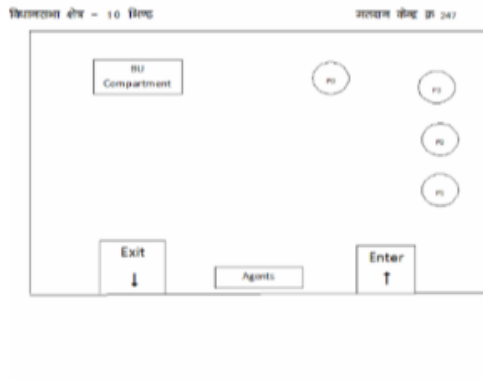 विधानसभा क्षेत्र - 10 भिण्ड
मतदान केन्द्र क्र 247
BU
Compartment
Exit
Agents
Enter